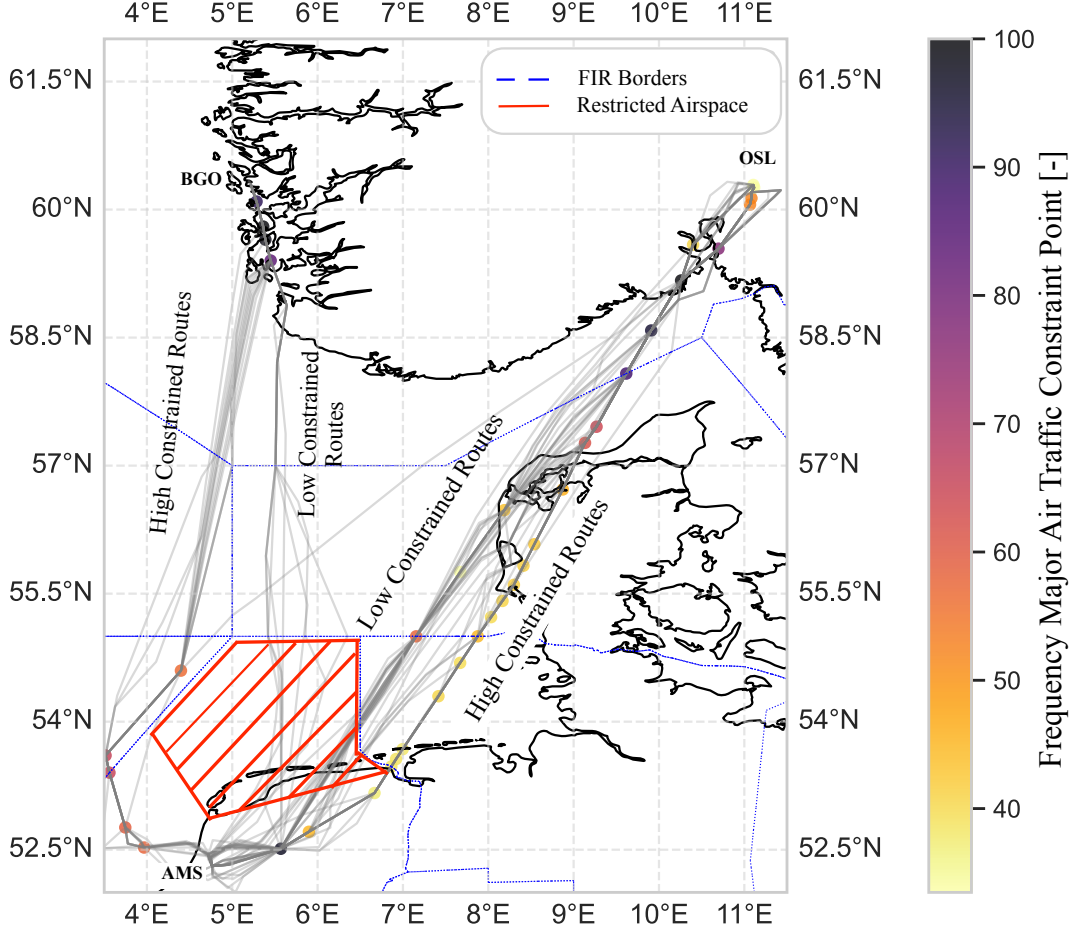 4°E 5°E 6°E 7°E 8°E 9°E 10°E 11°E
61.5°N
60°N
58.5°N
57°N
55.5°N
54°N
52.5°N
FIR Borders
Restricted Airspace
OSL
BGO
High Constrained Routes
Low Constrained
Routes
Low Constrained Routes
High Constrained Routes
AMS
61.5°N
60°N
58.5°N
57°N
55.5°N
54°N
52.5°N
4°E 5°E 6°E 7°E 8°E 9°E 10°E 11°E
100
90
80
70
60
50
40
Frequency Major Air Traffic Constraint Point [-]